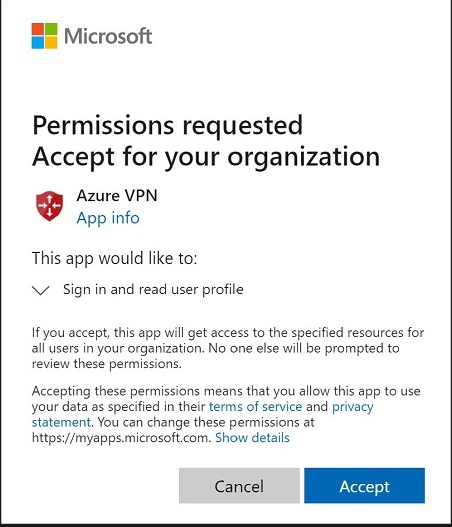 Microsoft
Permissions requested
Accept for your organization
Azure VPN
App info
This app would like to:
Sign in and read user profile
If you accept, this app will get access to the specified resources for
all users in your organization. No one else will be prompted to
review these permissions.
Accepting these permissions means that you allow this app to use
your data as specified in their terms of service and privacy
statement. You can change these permissions at
https://myapps.microsoft.com. Show details
Cancel
Accept